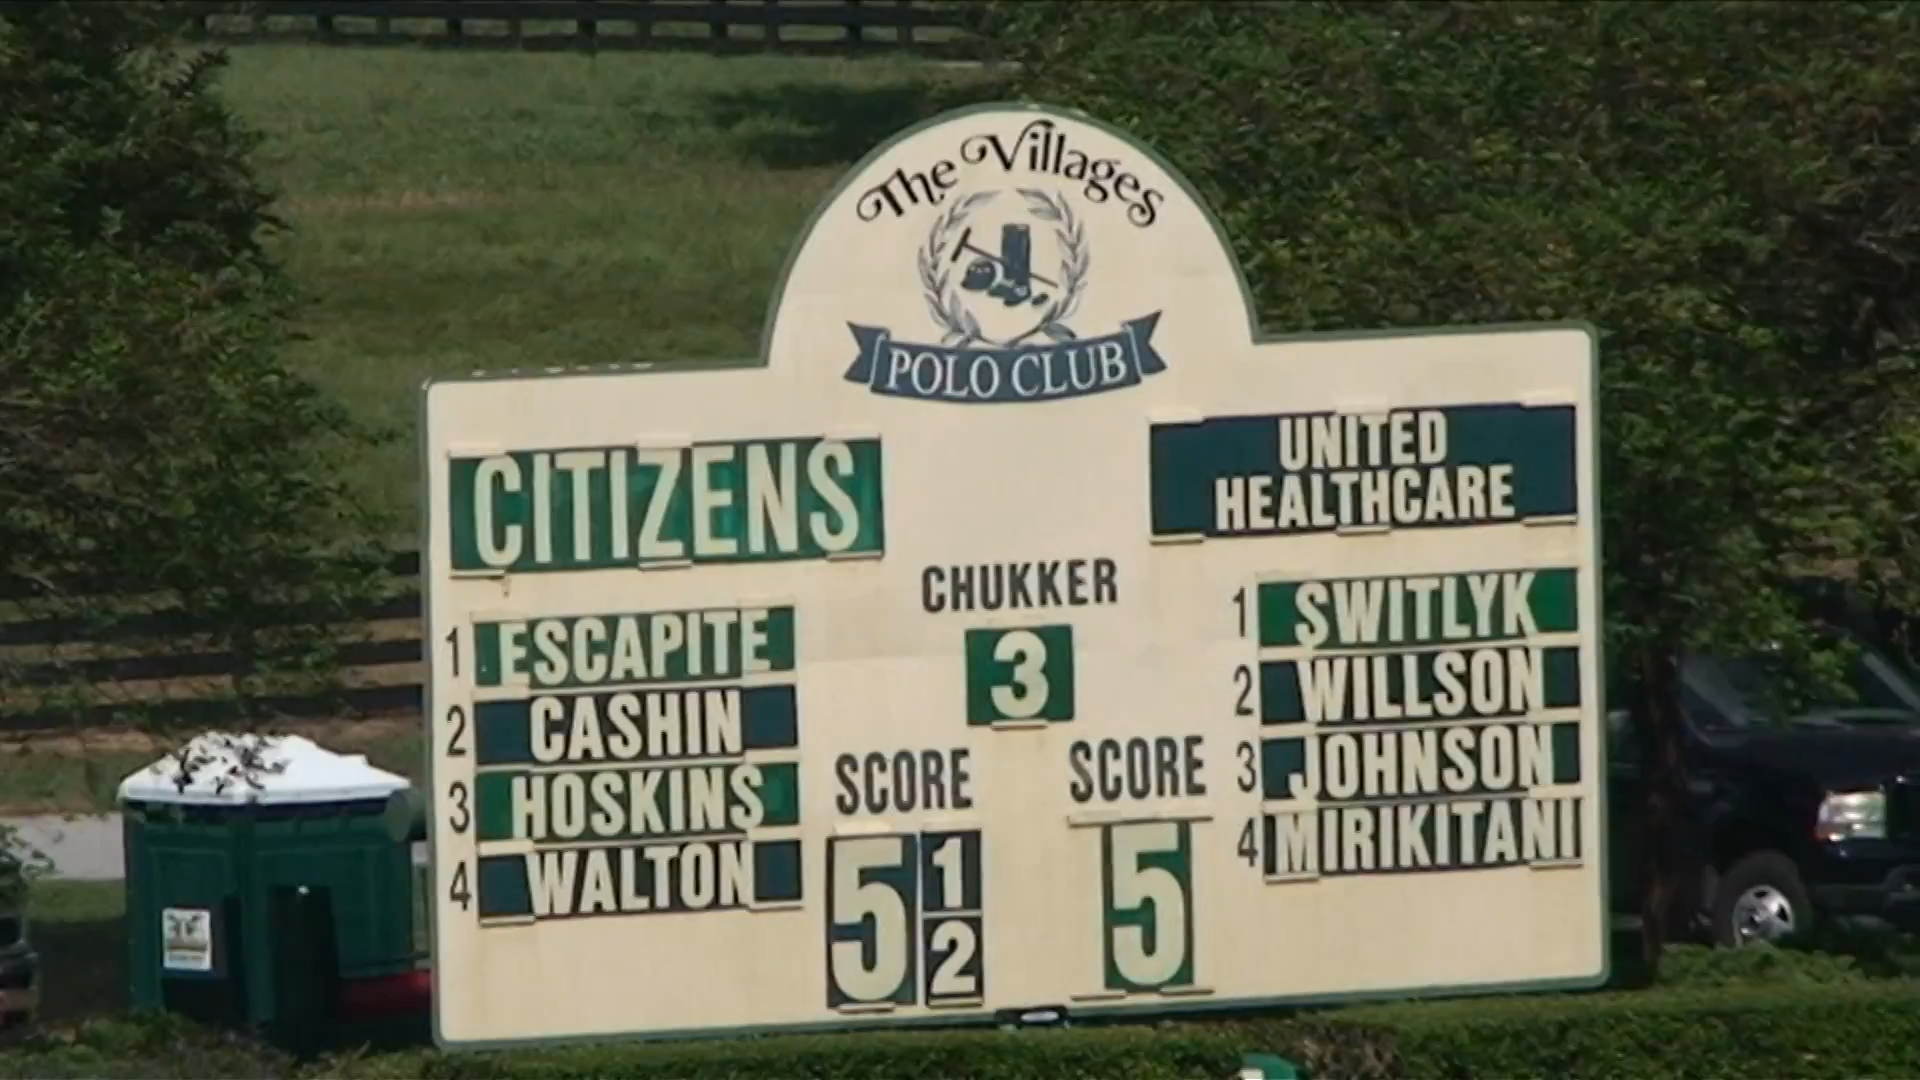 The Villages
POLO CLUB
CITIZENS
UNITED
HEALTHCARE
CHUKKER
3
1 ESCAPITE
2 CASHIN
3 HOSKINS
4 WALTON
1 SWITLYK
2 WILLSON
3 JOHNSON
4 MIRIKITANI
SCORE
5 1
2
SCORE
5